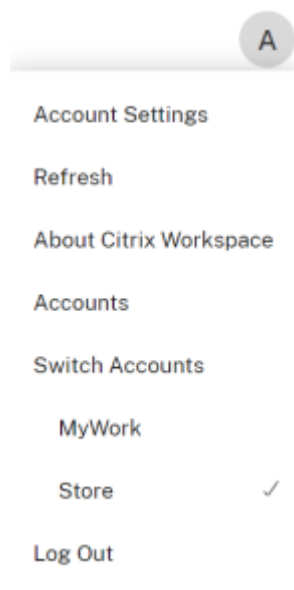 A
Account Settings
Refresh
About Citrix Workspace
Accounts
Switch Accounts
MyWork
Store
Log Out